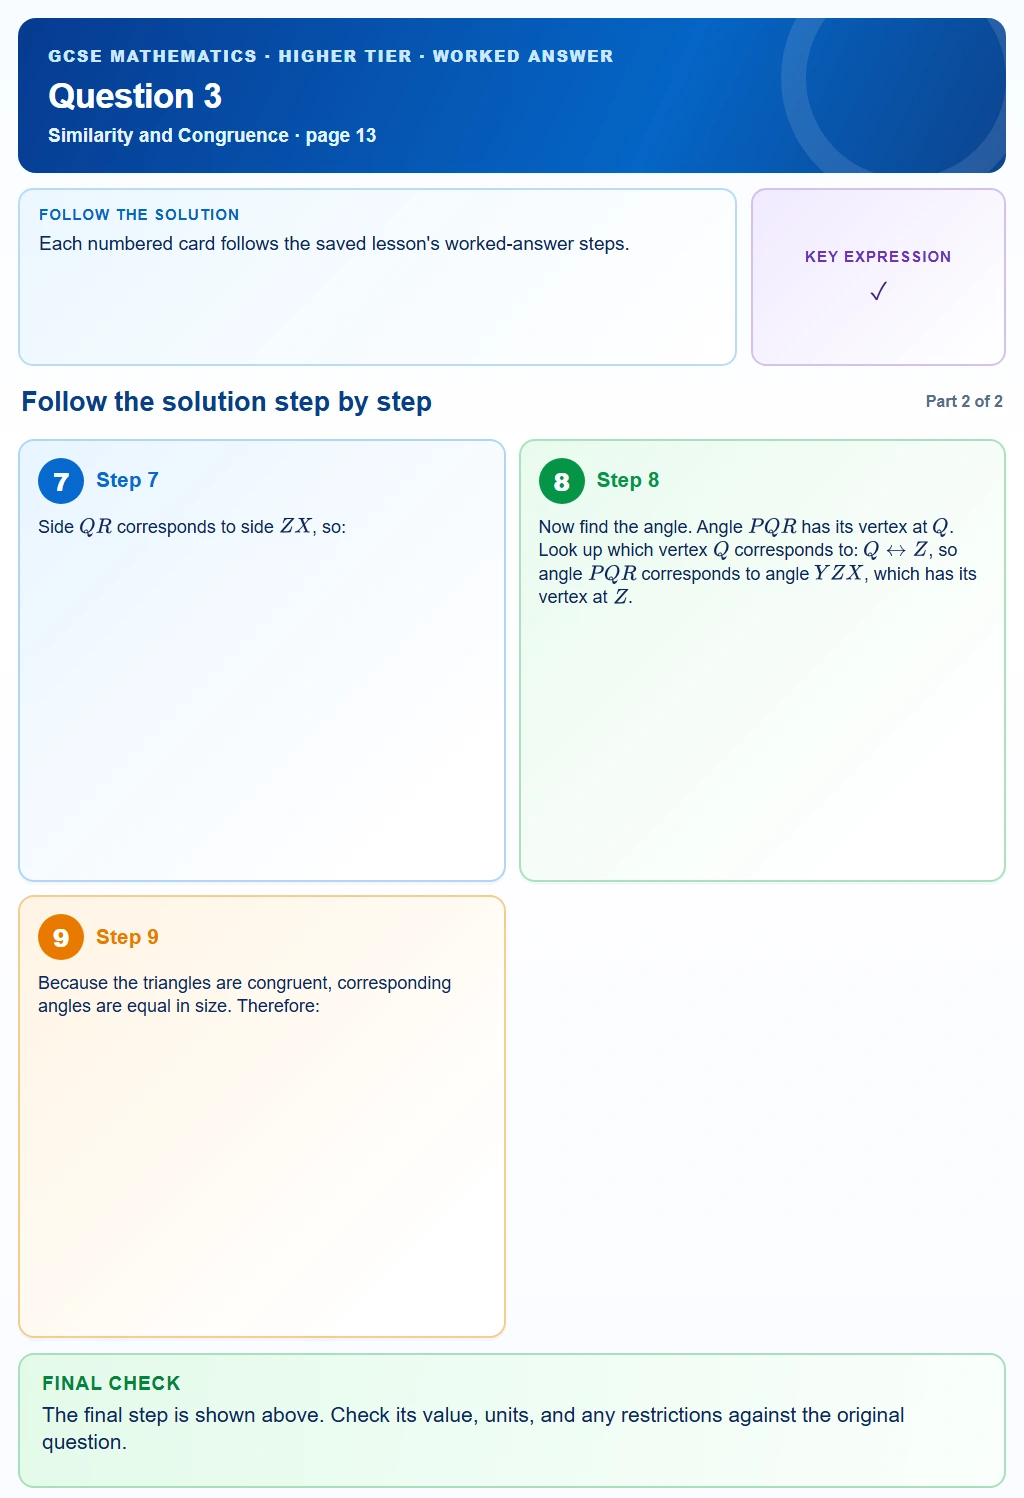 GCSE MATHEMATICS · HIGHER TIER · WORKED ANSWER
Question 3
Similarity and Congruence · page 13
FOLLOW THE SOLUTION
Each numbered card follows the saved lesson's worked-answer steps.
KEY EXPRESSION
✓
Follow the solution step by step
Part 2 of 2
7 Step 7
Side QR corresponds to side ZX, so:
8 Step 8
Now find the angle. Angle PQR has its vertex at Q.
Look up which vertex Q corresponds to: Q ↔ Z, so
angle PQR corresponds to angle YZX, which has its
vertex at Z.
9 Step 9
Because the triangles are congruent, corresponding
angles are equal in size. Therefore:
FINAL CHECK
The final step is shown above. Check its value, units, and any restrictions against the original
question.